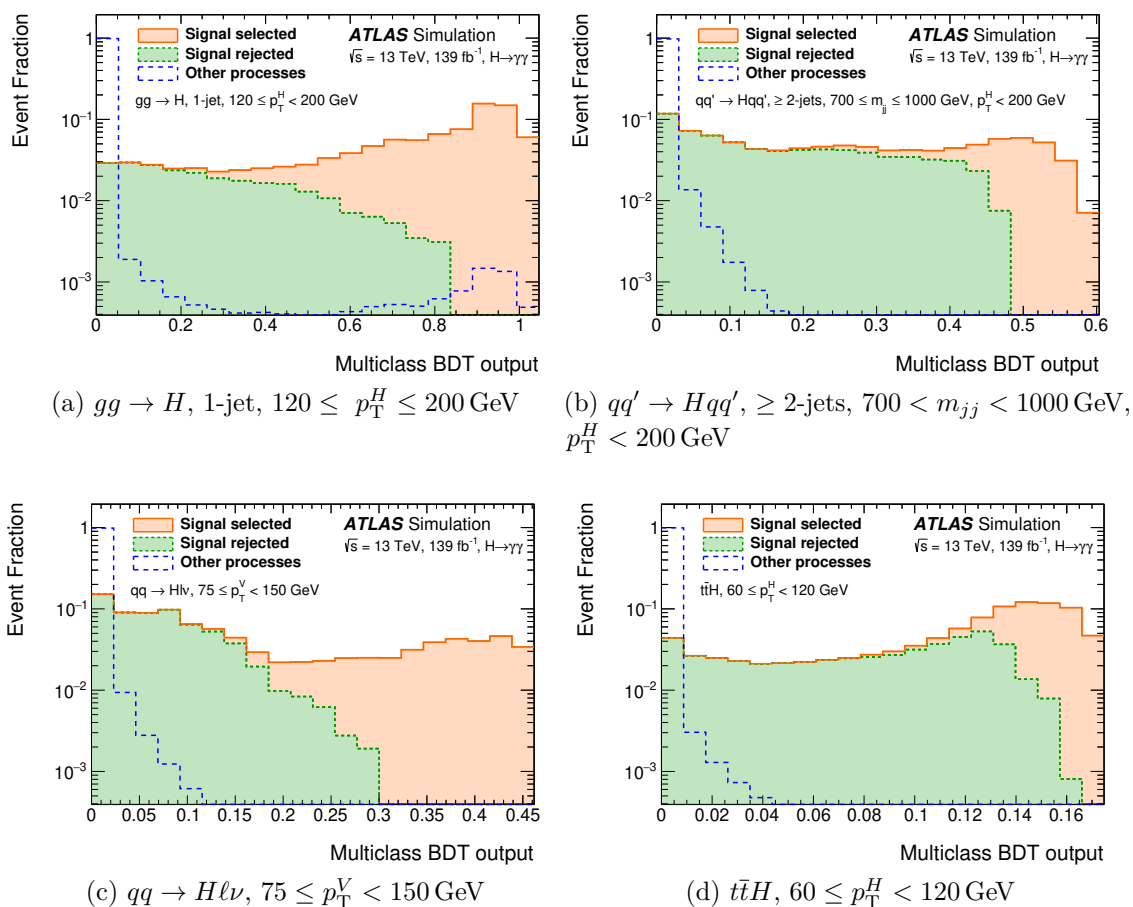 Event Fraction
1
10⁻¹
10⁻²
10⁻³
Signal selected
Signal rejected
Other processes
ATLAS Simulation
√s = 13 TeV, 139 fb⁻¹, H→γγ
gg → H, 1-jet, 120 ≤ p_T^H < 200 GeV
0 0.2 0.4 0.6 0.8 1
Multiclass BDT output
(a) gg → H, 1-jet, 120 ≤ p_T^H ≤ 200 GeV
Event Fraction
1
10⁻¹
10⁻²
10⁻³
Signal selected
Signal rejected
Other processes
ATLAS Simulation
√s = 13 TeV, 139 fb⁻¹, H→γγ
qq' → Hqq', ≥ 2-jets, 700 ≤ m_jj ≤ 1000 GeV, p_T^H < 200 GeV
0 0.1 0.2 0.3 0.4 0.5 0.6
Multiclass BDT output
(b) qq′ → Hqq′, ≥ 2-jets, 700 < m_jj < 1000 GeV,
p_T^H < 200 GeV
Event Fraction
1
10⁻¹
10⁻²
10⁻³
Signal selected
Signal rejected
Other processes
ATLAS Simulation
√s = 13 TeV, 139 fb⁻¹, H→γγ
qq → Hlν, 75 ≤ p_T^V < 150 GeV
0 0.05 0.1 0.15 0.2 0.25 0.3 0.35 0.4 0.45
Multiclass BDT output
(c) qq → Hℓν, 75 ≤ p_T^V < 150 GeV
Event Fraction
1
10⁻¹
10⁻²
10⁻³
Signal selected
Signal rejected
Other processes
ATLAS Simulation
√s = 13 TeV, 139 fb⁻¹, H→γγ
tt̄H, 60 ≤ p_T^H < 120 GeV
0 0.02 0.04 0.06 0.08 0.1 0.12 0.14 0.16
Multiclass BDT output
(d) tt̄H, 60 ≤ p_T^H < 120 GeV